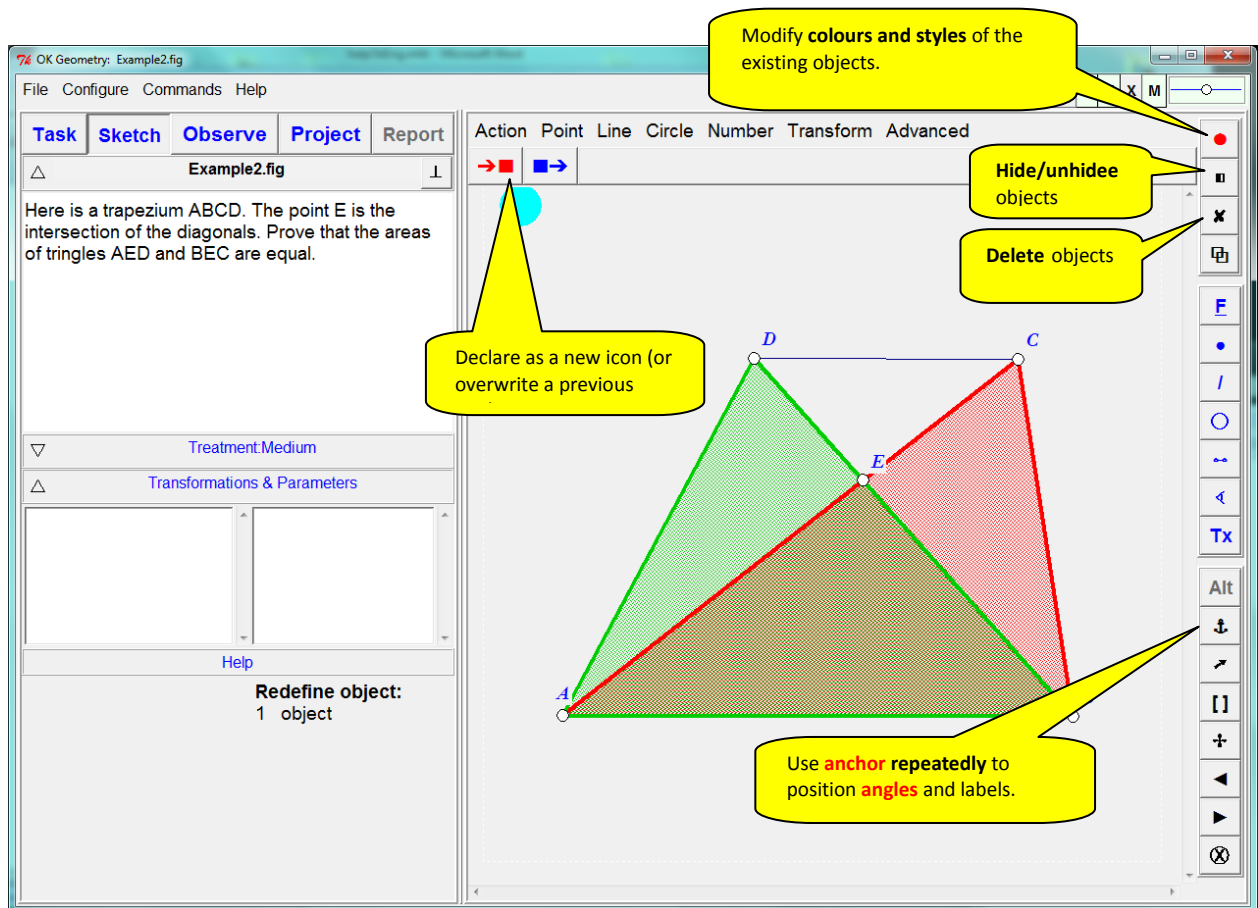 Modify colours and styles of the
existing objects.
OK Geometry: Example2.fig
File Configure Commands Help
X M
Task Sketch Observe Project Report
Action Point Line Circle Number Transform Advanced
Example2.fig
Hide/unhidee
objects
Here is a trapezium ABCD. The point E is the
intersection of the diagonals. Prove that the areas
of tringles AED and BEC are equal.
Delete objects
F
D
C
Declare as a new icon (or
overwrite a previous
Treatment:Medium
E
Transformations & Parameters
Tx
Alt
Help
Redefine object:
1 object
A
[ ]
Use anchor repeatedly to
position angles and labels.